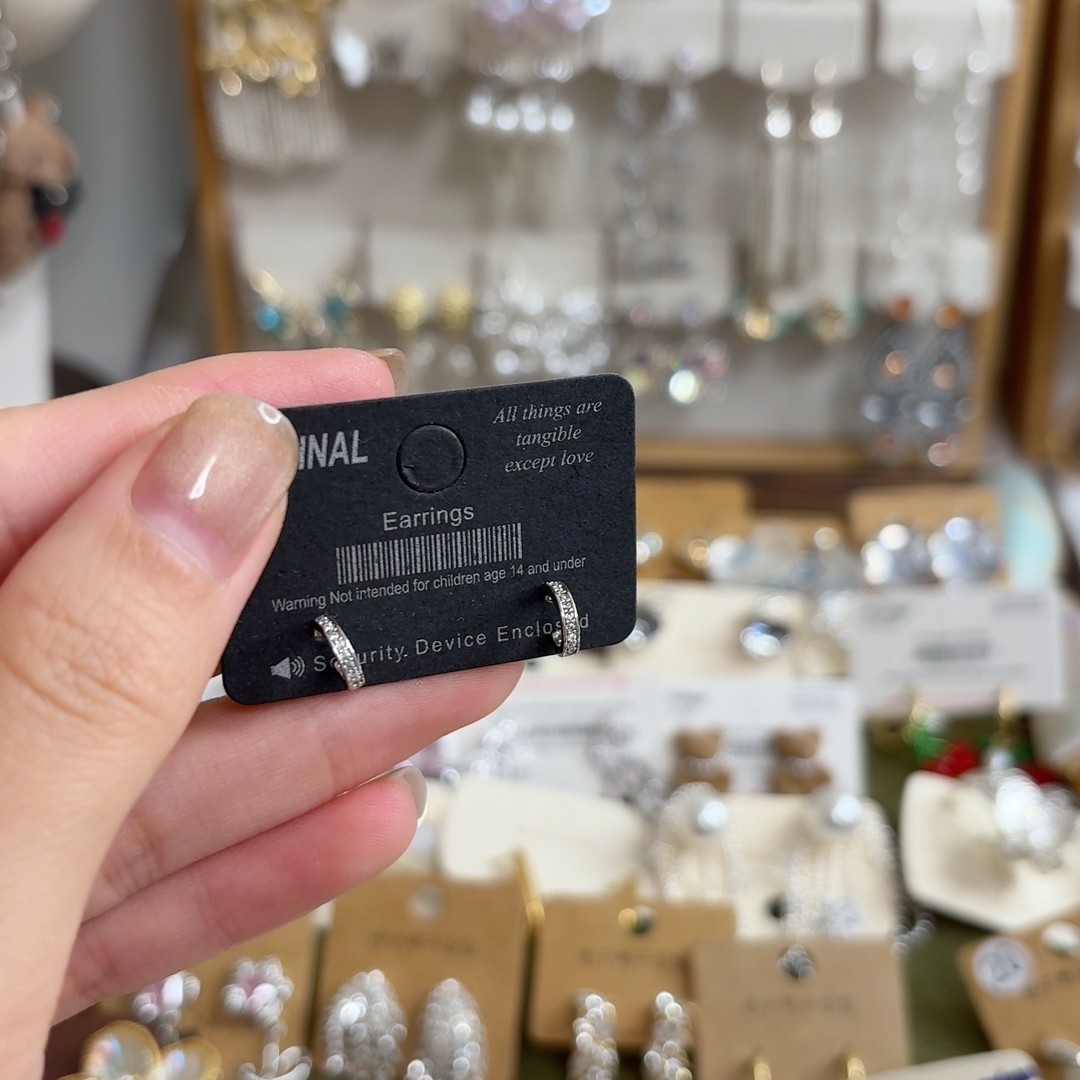 INAL
All things are
tangible
except love
Earrings
Warning Not intended for children age 14 and under
Security. Device Enclosed